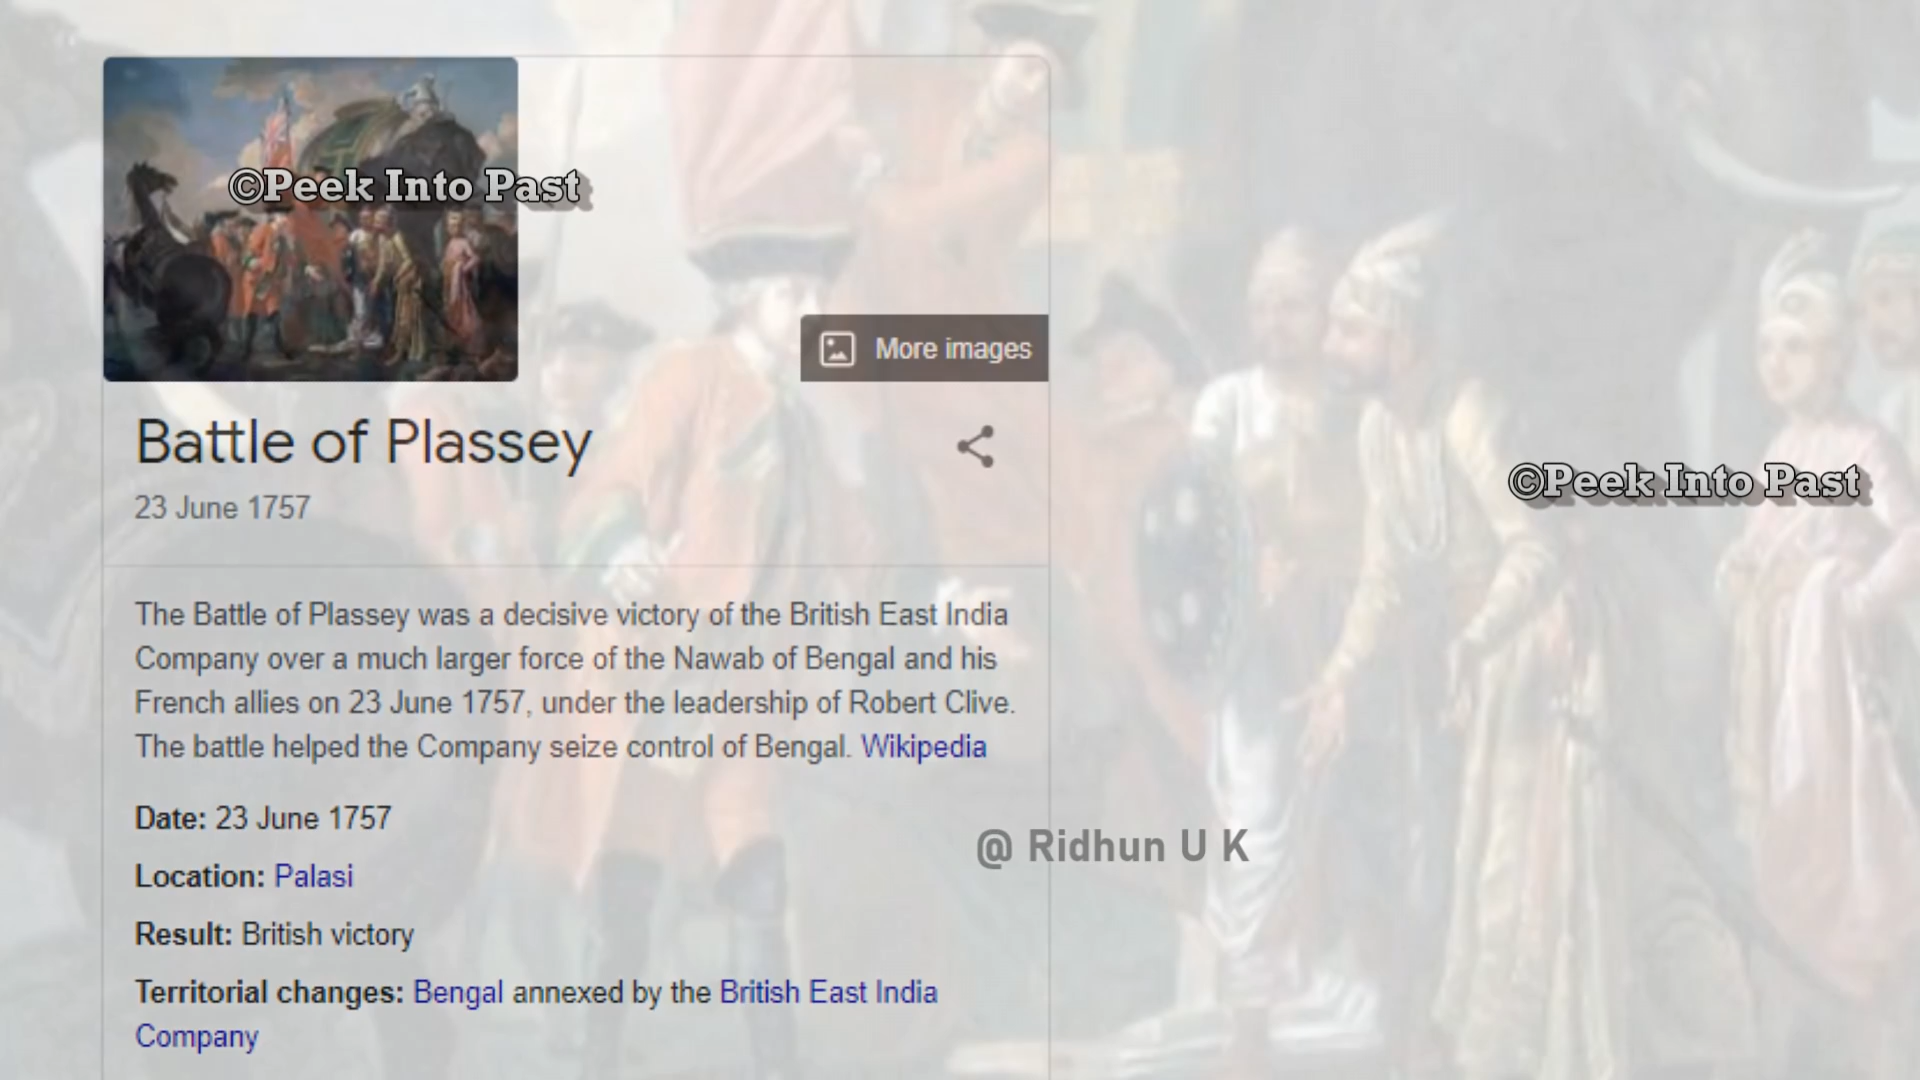 ©Peek Into Past
More images
Battle of Plassey
23 June 1757
©Peek Into Past
The Battle of Plassey was a decisive victory of the British East India
Company over a much larger force of the Nawab of Bengal and his
French allies on 23 June 1757, under the leadership of Robert Clive.
The battle helped the Company seize control of Bengal. Wikipedia
Date: 23 June 1757
@ Ridhun U K
Location: Palasi
Result: British victory
Territorial changes: Bengal annexed by the British East India
Company